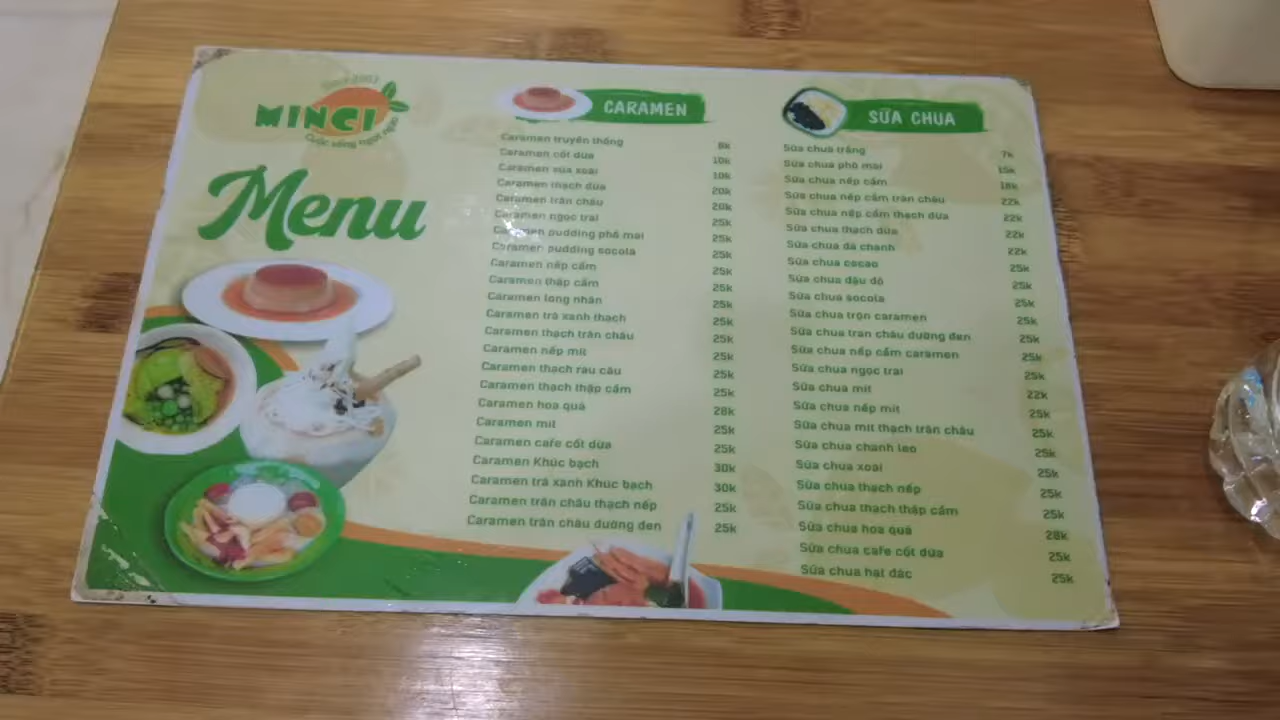 MINCI
Cuộc sống ngọt ngào
Menu
CARAMEN
Caramen truyền thống 8k
Caramen cốt dừa 10k
Caramen sữa xoài 10k
Caramen thạch dừa 20k
Caramen trân châu 20k
Caramen ngọc trai 25k
Caramen pudding phô mai 25k
Caramen pudding socola 25k
Caramen nếp cẩm 25k
Caramen thập cẩm 25k
Caramen long nhãn 25k
Caramen trà xanh thạch 25k
Caramen thạch trân châu 25k
Caramen nếp mít 25k
Caramen thạch rau câu 25k
Caramen thạch thập cẩm 25k
Caramen hoa quả 28k
Caramen mít 25k
Caramen cafe cốt dừa 25k
Caramen Khúc bạch 30k
Caramen trà xanh Khúc bạch 30k
Caramen trân châu thạch nếp 25k
Caramen trân châu đường đen 25k
SỮA CHUA
Sữa chua trắng 7k
Sữa chua phô mai 15k
Sữa chua nếp cẩm 18k
Sữa chua nếp cẩm trân châu 22k
Sữa chua nếp cẩm thạch dừa 22k
Sữa chua thạch dừa 22k
Sữa chua đá chanh 22k
Sữa chua cacao 25k
Sữa chua đậu đỏ 25k
Sữa chua socola 25k
Sữa chua trộn caramen 25k
Sữa chua trân châu đường đen 25k
Sữa chua nếp cẩm caramen 25k
Sữa chua ngọc trai 25k
Sữa chua mít 22k
Sữa chua nếp mít 25k
Sữa chua mít thạch trân châu 25k
Sữa chua chanh leo 25k
Sữa chua xoài 25k
Sữa chua thạch nếp 25k
Sữa chua thạch thập cẩm 25k
Sữa chua hoa quả 28k
Sữa chua cafe cốt dừa 25k
Sữa chua hạt đác 25k